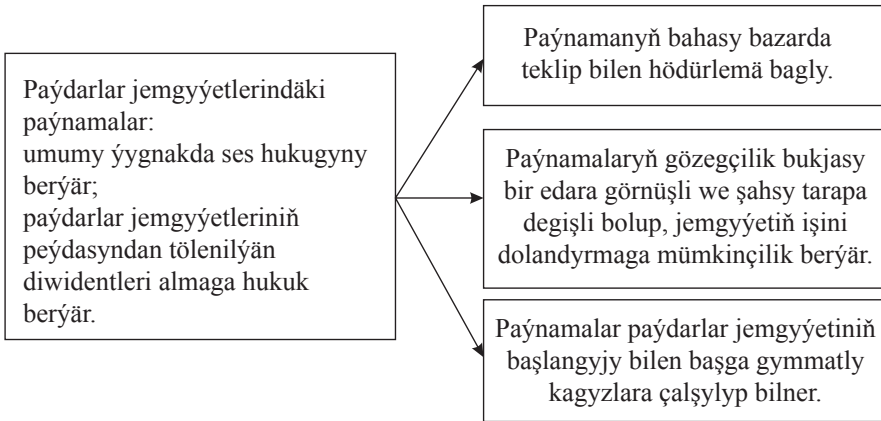 Paýdarlar jemgyýetlerindäki
paýnamalar:
umumy ýygnakda ses hukugyny
berýär;
paýdarlar jemgyýetleriniň
peýdasyndan tölenilýän
diwidentleri almaga hukuk
berýär.
Paýnamanyň bahasy bazarda
teklip bilen hödürlemä bagly.
Paýnamalaryň gözegçilik bukjasy
bir edara görnüşli we şahsy tarapa
degişli bolup, jemgyýetiň işini
dolandyrmaga mümkinçilik berýär.
Paýnamalar paýdarlar jemgyýetiniň
başlangyjy bilen başga gymmatly
kagyzlara çalşylyp bilner.